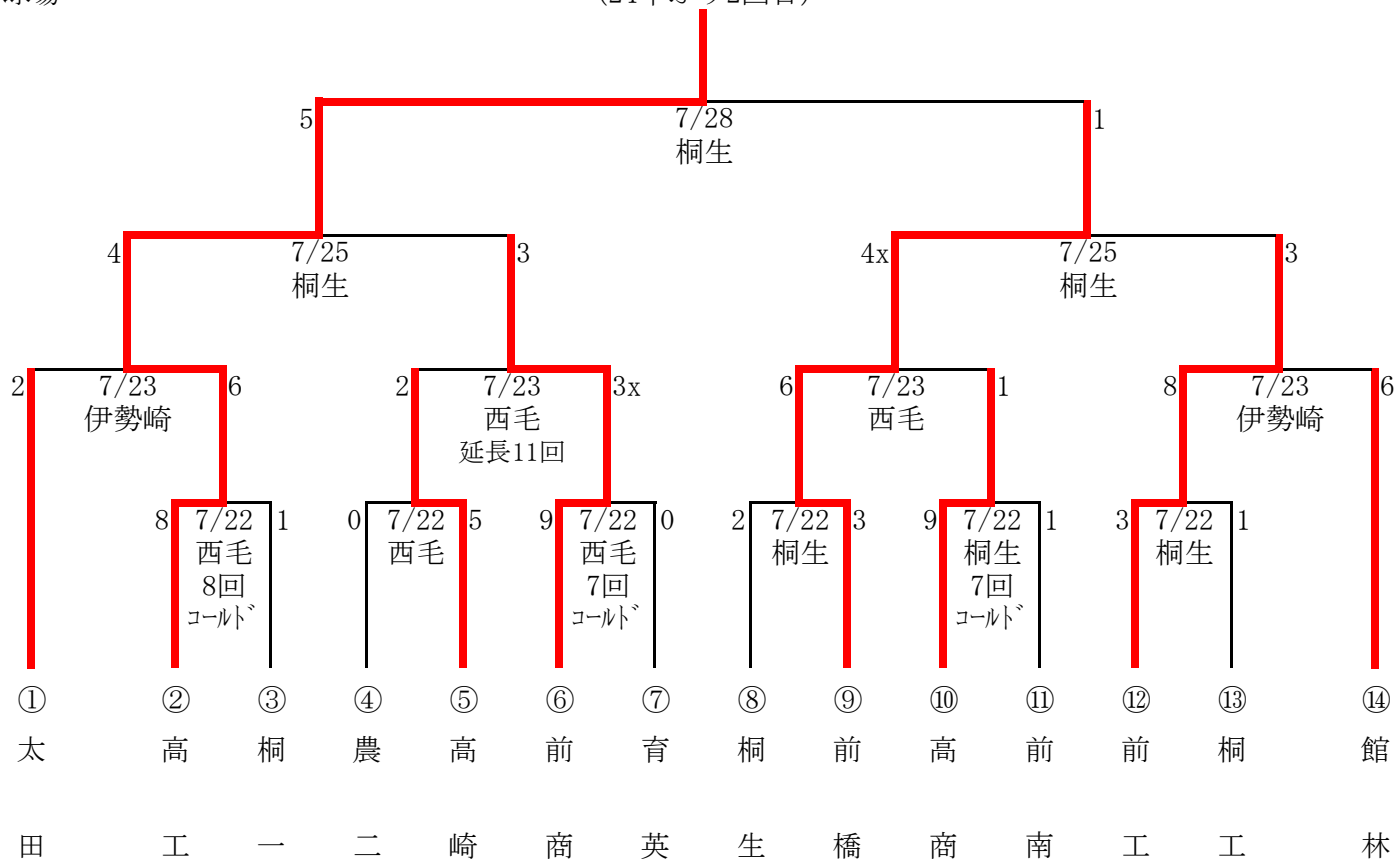 5 7/28 1
桐生
4 7/25 3 4x 7/25 3
桐生 桐生
2 7/23 6 2 7/23 3x 6 7/23 1 8 7/23 6
伊勢崎 西毛 西毛 伊勢崎
延長11回
8 7/22 1 0 7/22 5 9 7/22 0 2 7/22 3 9 7/22 1 3 7/22 1
西毛 西毛 西毛 桐生 桐生 桐生
8回 7回 7回
コールド コールド コールド
① ② ③ ④ ⑤ ⑥ ⑦ ⑧ ⑨ ⑩ ⑪ ⑫ ⑬ ⑭
太 高 桐 農 高 前 育 桐 前 高 前 前 桐 館
田 工 一 二 崎 商 英 生 橋 商 南 工 工 林